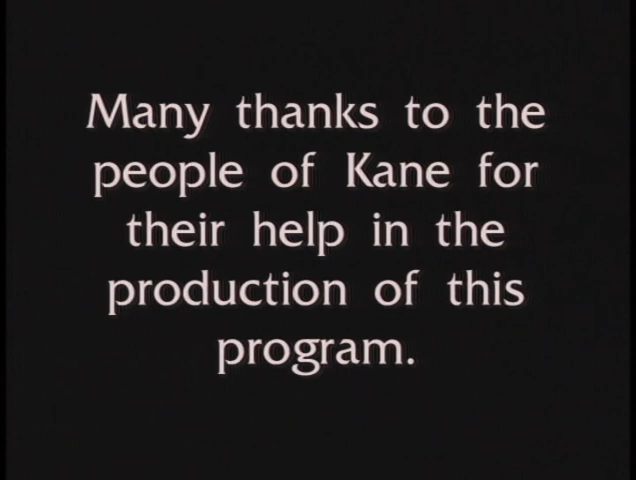 Many thanks to the
people of Kane for
their help in the
production of this
program.